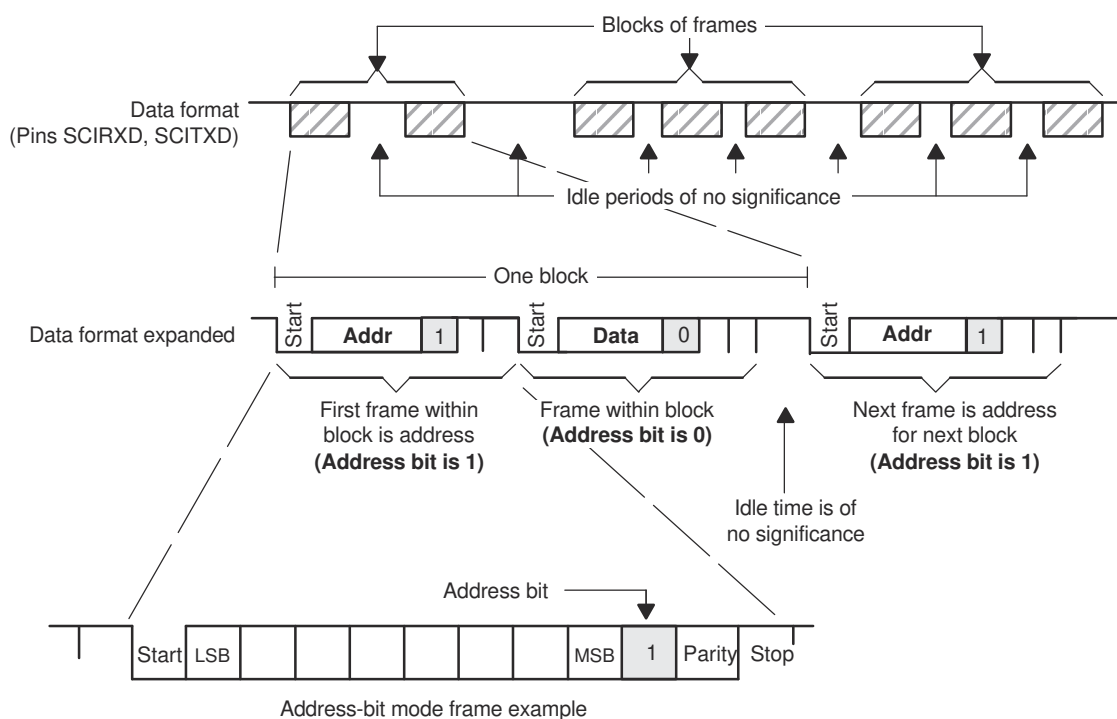 Blocks of frames
Data format
(Pins SCIRXD, SCITXD)
Idle periods of no significance
One block
Data format expanded
Start
Addr
1
Start
Data
0
Start
Addr
1
First frame within
block is address
(Address bit is 1)
Frame within block
(Address bit is 0)
Next frame is address
for next block
(Address bit is 1)
Idle time is of
no significance
Address bit
Start
LSB
MSB
1
Parity
Stop
Address-bit mode frame example